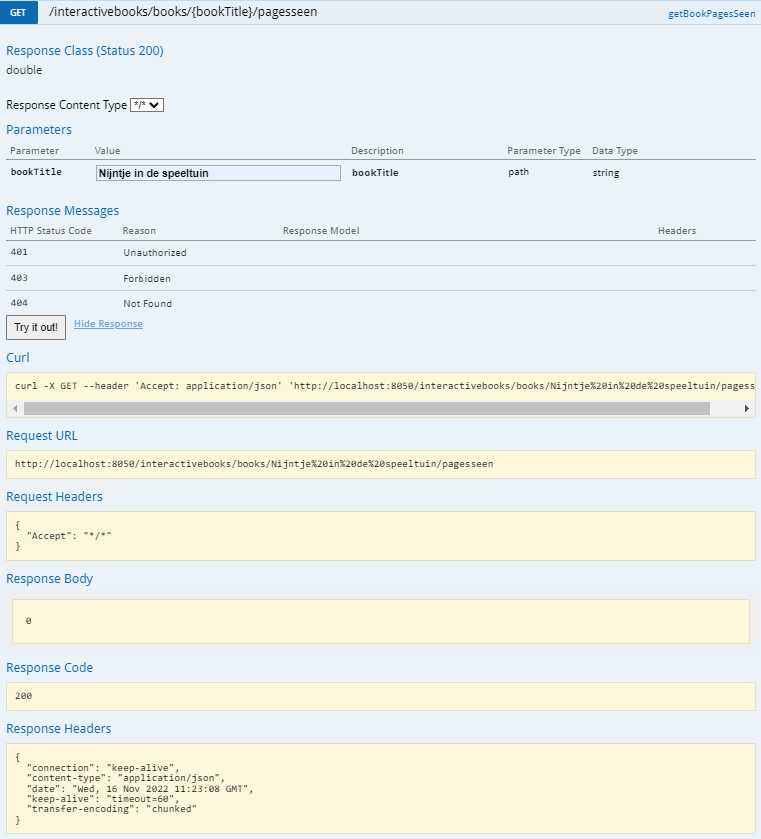 GET /interactivebooks/books/{bookTitle}/pagesseen getBookPagesSeen
Response Class (Status 200)
double
Response Content Type */*
Parameters
Parameter Value Description Parameter Type Data Type
bookTitle Nijntje in de speeltuin bookTitle path string
Response Messages
HTTP Status Code Reason Response Model Headers
401 Unauthorized
403 Forbidden
404 Not Found
Try it out! Hide Response
Curl
curl -X GET --header 'Accept: application/json' 'http://localhost:8050/interactivebooks/books/Nijntje%20in%20de%20speeltuin/pagess
Request URL
http://localhost:8050/interactivebooks/books/Nijntje%20in%20de%20speeltuin/pagesseen
Request Headers
{
"Accept": "*/*"
}
Response Body
0
Response Code
200
Response Headers
{
"connection": "keep-alive",
"content-type": "application/json",
"date": "Wed, 16 Nov 2022 11:23:08 GMT",
"keep-alive": "timeout=60",
"transfer-encoding": "chunked"
}